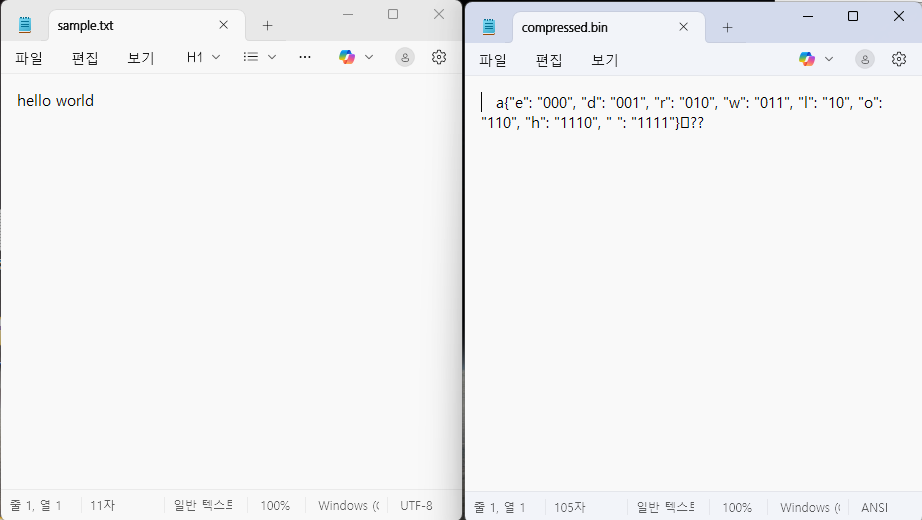 sample.txt
파일 편집 보기 H1
hello world
줄 1, 열 1 11자 일반 텍스트 100% Windows (C UTF-8
compressed.bin
파일 편집 보기
a{"e": "000", "d": "001", "r": "010", "w": "011", "l": "10", "o":
"110", "h": "1110", " ": "1111"}▯??
줄 1, 열 1 105자 일반 텍스트 100% Windows (C ANSI